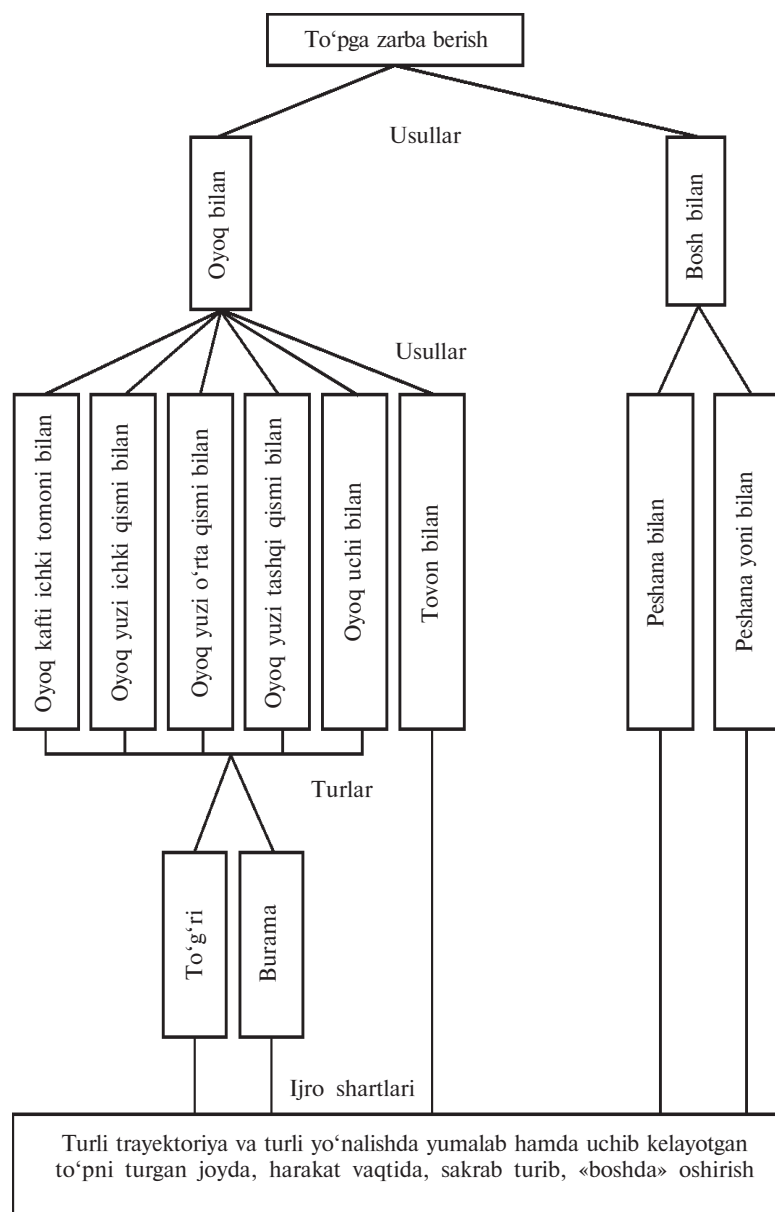 To‘pga zarba berish
Usullar
Oyoq bilan
Bosh bilan
Usullar
Oyoq kafti ichki tomoni bilan
Oyoq yuzi ichki qismi bilan
Oyoq yuzi o‘rta qismi bilan
Oyoq yuzi tashqi qismi bilan
Oyoq uchi bilan
Tovon bilan
Peshana bilan
Peshana yoni bilan
Turlar
To‘g‘ri
Burama
Ijro shartlari
Turli trayektoriya va turli yo‘nalishda yumalab hamda uchib kelayotgan
to‘pni turgan joyda, harakat vaqtida, sakrab turib, «boshda» oshirish